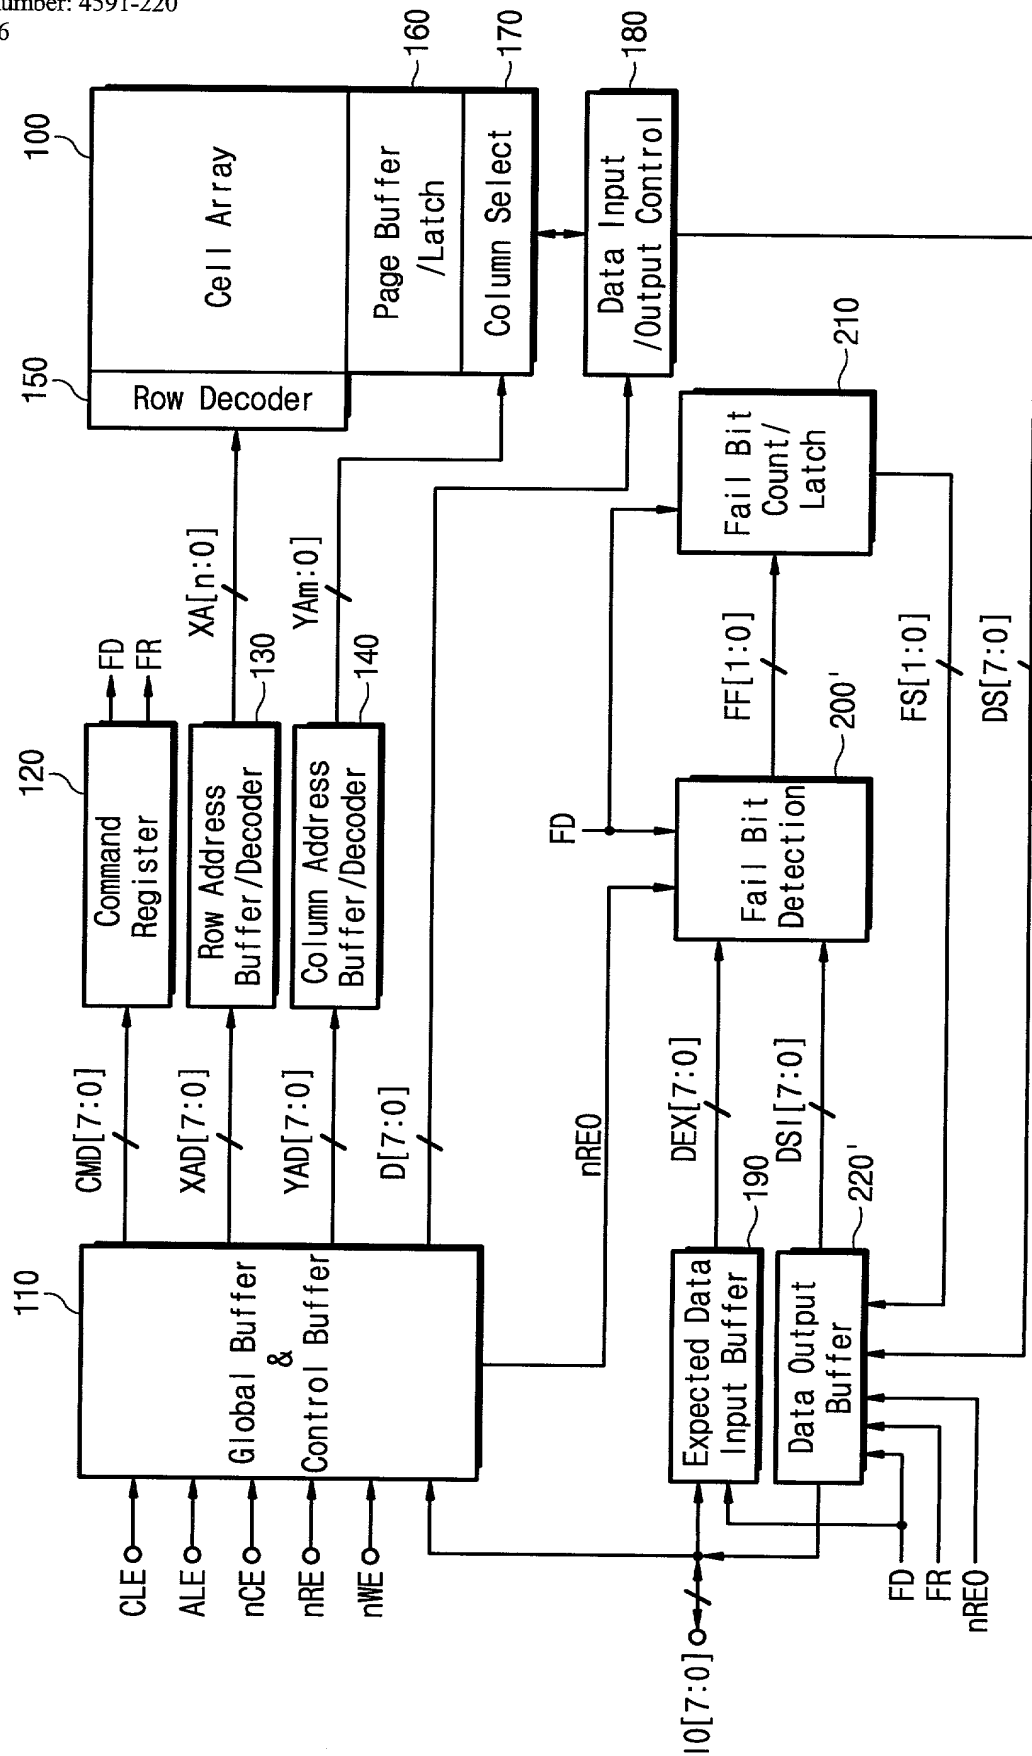 umber: 4591-220
6
100
Cell Array
150
Row Decoder
160
Page Buffer
/Latch
170
Column Select
180
Data Input
/Output Control
110
Global Buffer
&
Control Buffer
CLE
ALE
nCE
nRE
nWE
IO[7:0]
CMD[7:0]
XAD[7:0]
YAD[7:0]
D[7:0]
120
Command
Register
FD
FR
130
Row Address
Buffer/Decoder
XA[n:0]
140
Column Address
Buffer/Decoder
YAm:0]
nREO
FD
190
Expected Data
Input Buffer
DEX[7:0]
220'
Data Output
Buffer
DSI[7:0]
200'
Fail Bit
Detection
FF[1:0]
210
Fail Bit
Count/
Latch
FS[1:0]
DS[7:0]
FD
FR
nREO